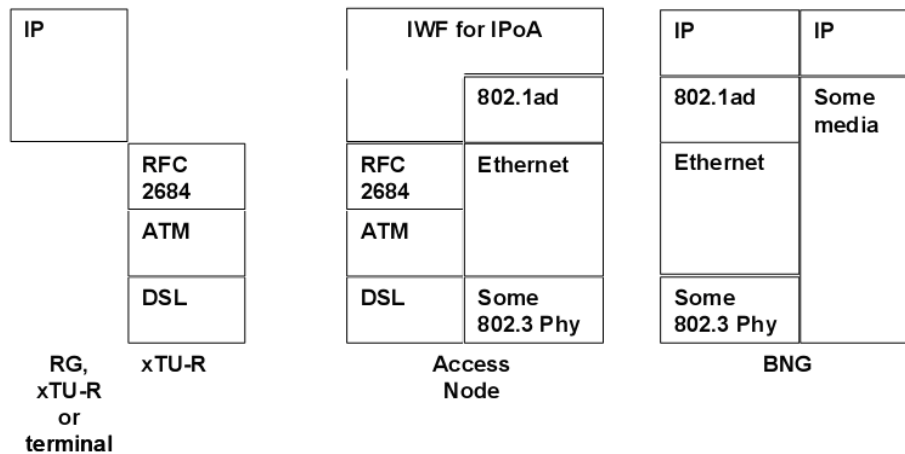 IP
RFC
2684
ATM
DSL
RG,
xTU-R
or
terminal
xTU-R
IWF for IPoA
802.1ad
RFC
2684
Ethernet
ATM
DSL
Some
802.3 Phy
Access
Node
IP
IP
802.1ad
Some
media
Ethernet
Some
802.3 Phy
BNG